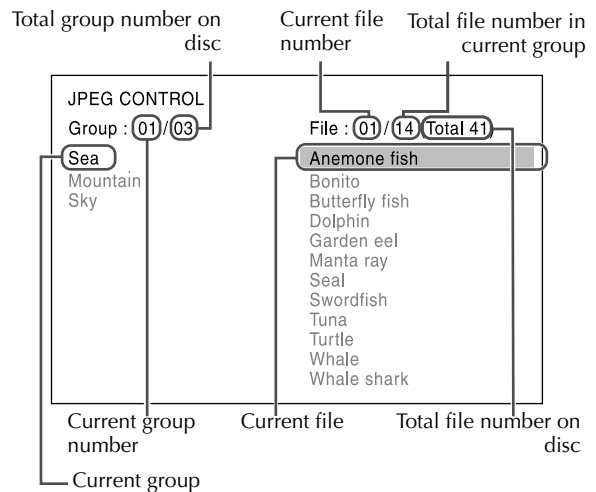 Total group number on
disc
Current file
number
Total file number in
current group
JPEG CONTROL
Group : 01/03
File : 01/14 (Total 41)
Sea
Mountain
Sky
Anemone fish
Bonito
Butterfly fish
Dolphin
Garden eel
Manta ray
Seal
Swordfish
Tuna
Turtle
Whale
Whale shark
Current group
number
Current file
Total file number on
disc
Current group